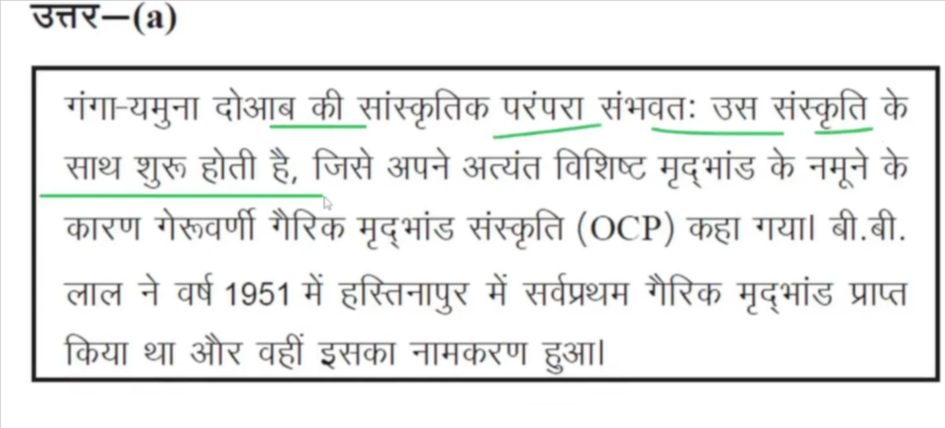 उत्तर—(a)
गंगा-यमुना दोआब की सांस्कृतिक परंपरा संभवत: उस संस्कृति के
साथ शुरू होती है, जिसे अपने अत्यंत विशिष्ट मृद्भांड के नमूने के
कारण गेरूवर्णी गैरिक मृद्भांड संस्कृति (OCP) कहा गया। बी.बी.
लाल ने वर्ष 1951 में हस्तिनापुर में सर्वप्रथम गैरिक मृद्भांड प्राप्त
किया था और वहीं इसका नामकरण हुआ।